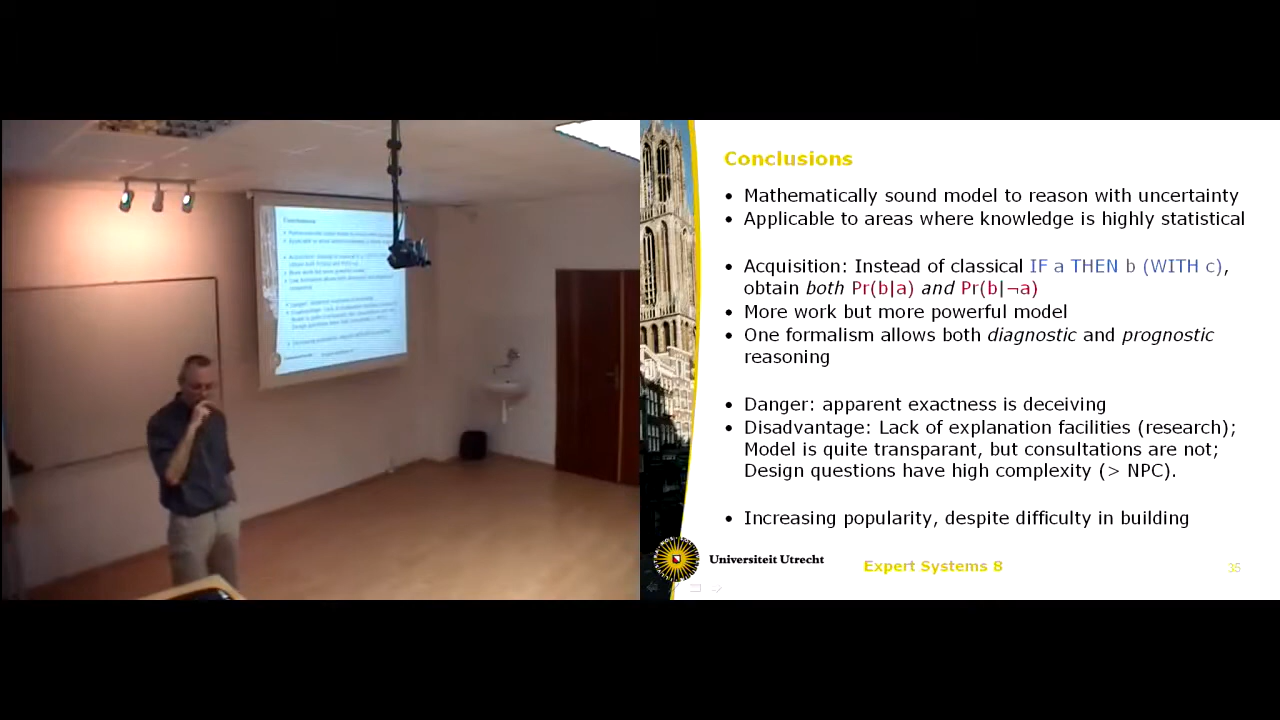 Conclusions
• Mathematically sound model to reason with uncertainty
• Applicable to areas where knowledge is highly statistical
• Acquisition: Instead of classical IF a THEN b (WITH c),
obtain both Pr(b|a) and Pr(b|¬a)
• More work but more powerful model
• One formalism allows both diagnostic and prognostic
reasoning
• Danger: apparent exactness is deceiving
• Disadvantage: Lack of explanation facilities (research);
Model is quite transparant, but consultations are not;
Design questions have high complexity (> NPC).
• Increasing popularity, despite difficulty in building
Universiteit Utrecht
Expert Systems 8
35